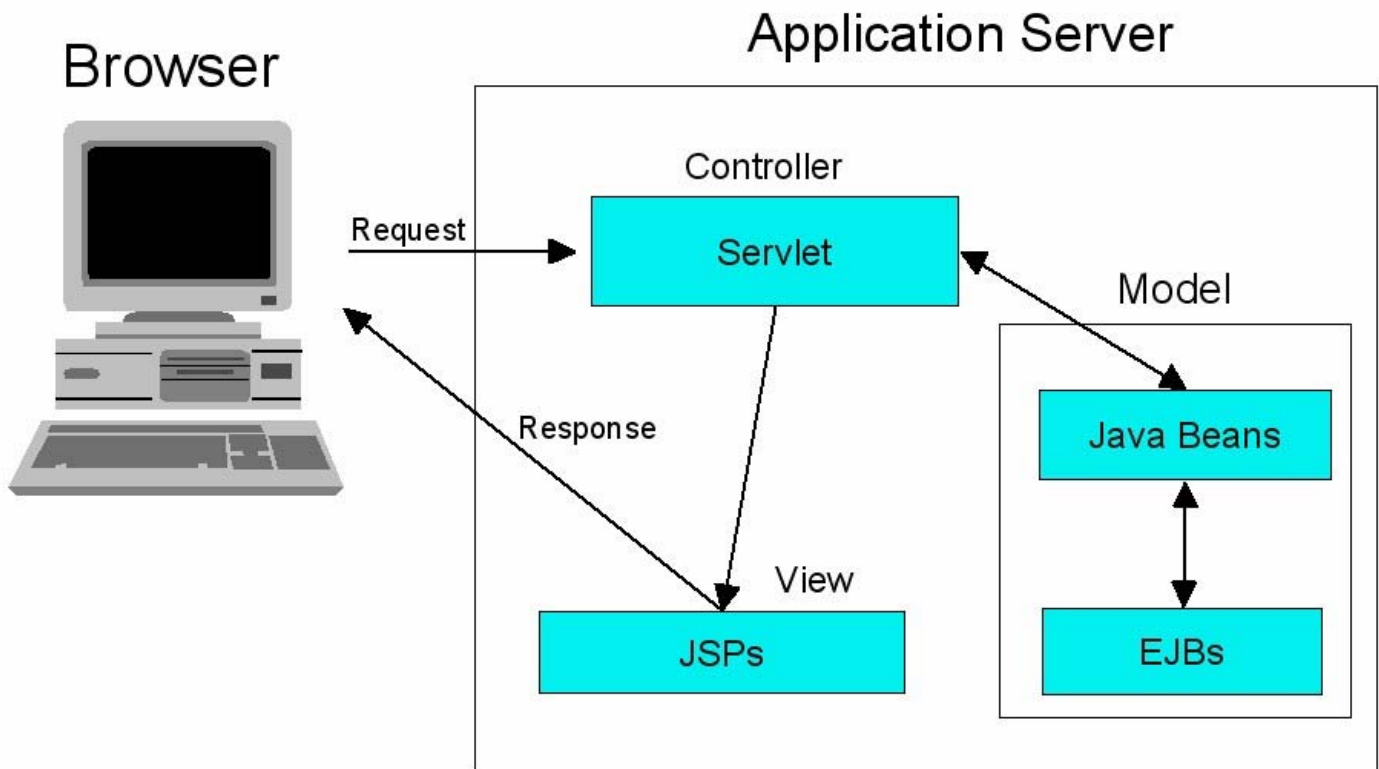 Application Server
Browser
Controller
Request
Servlet
Model
Java Beans
Response
View
JSPs
EJBs